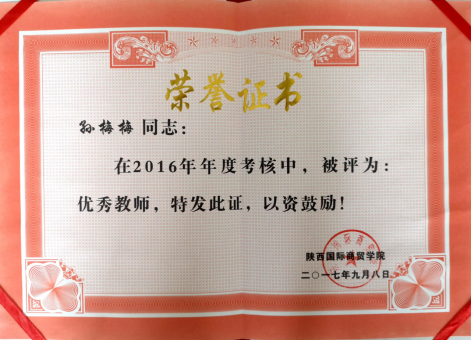 荣誉证书
孙梅梅 同志：
在2016年年度考核中，被评为：
优秀教师，特发此证，以资鼓励！
陕西国际商贸学院
二〇一七年九月八日